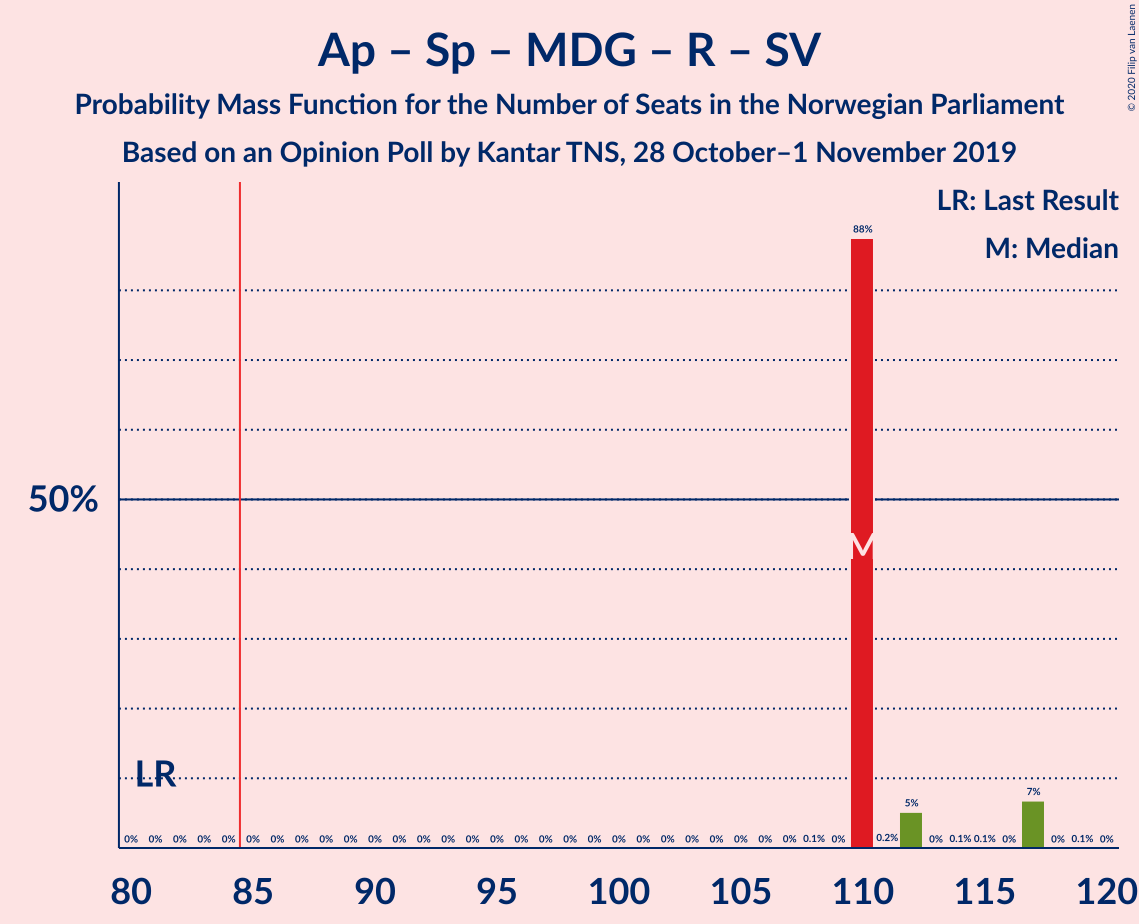 Ap – Sp – MDG – R – SV
Probability Mass Function for the Number of Seats in the Norwegian Parliament
Based on an Opinion Poll by Kantar TNS, 28 October–1 November 2019
© 2020 Filip van Laenen
LR: Last Result
M: Median
88%
50%
M
LR
7%
5%
0% 0% 0% 0% 0% 0% 0% 0% 0% 0% 0% 0% 0% 0% 0% 0% 0% 0% 0% 0% 0% 0% 0% 0% 0% 0% 0% 0% 0.1% 0% 0.2% 0% 0.1% 0.1% 0% 0% 0.1% 0%
80 85 90 95 100 105 110 115 120